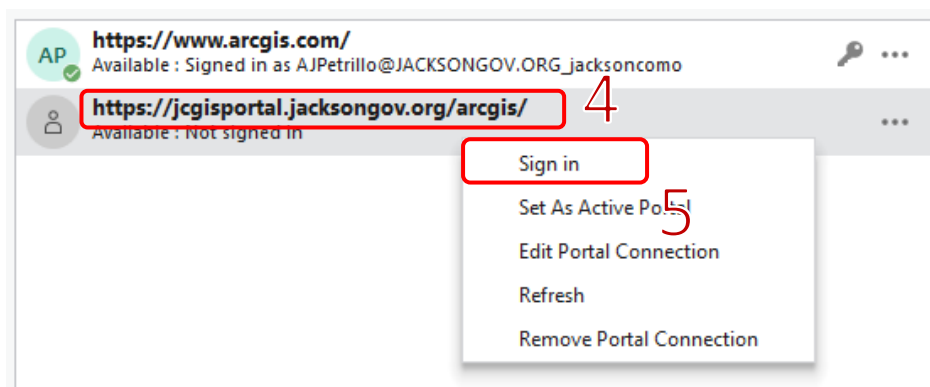 AP
https://www.arcgis.com/
Available : Signed in as AJPetrillo@JACKSONGOV.ORG_jacksoncomo
https://jcgisportal.jacksongov.org/arcgis/
4
Available : Not signed in
Sign in
Set As Active Portal
5
Edit Portal Connection
Refresh
Remove Portal Connection